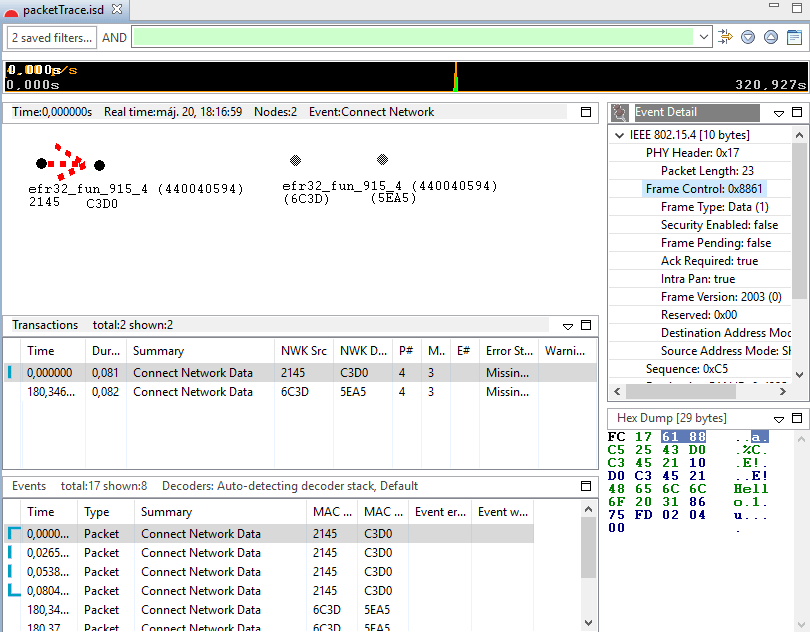 packetTrace.isd
2 saved filters... AND
0,000s
0,000s 320,927s
Time:0,000000s Real time:máj. 20, 18:16:59 Nodes:2 Event:Connect Network
efr32_fun_915_4 (440040594)
2145 C3D0
efr32_fun_915_4 (440040594)
(6C3D) (5EA5)
Transactions total:2 shown:2
Time Dur... Summary NWK Src NWK D... P# M.. E# Error St... Warni...
0,000000 0,081 Connect Network Data 2145 C3D0 4 3 Missin...
180,346... 0,082 Connect Network Data 6C3D 5EA5 4 3 Missin...
Events total:17 shown:8 Decoders: Auto-detecting decoder stack, Default
Time Type Summary MAC ... MAC ... Event er... Event w...
0,0000... Packet Connect Network Data 2145 C3D0
0,0265... Packet Connect Network Data 2145 C3D0
0,0538... Packet Connect Network Data 2145 C3D0
0,0804... Packet Connect Network Data 2145 C3D0
180,34... Packet Connect Network Data 6C3D 5EA5
180,37... Packet Connect Network Data 6C3D 5EA5
Event Detail
IEEE 802.15.4 [10 bytes]
PHY Header: 0x17
Packet Length: 23
Frame Control: 0x8861
Frame Type: Data (1)
Security Enabled: false
Frame Pending: false
Ack Required: true
Intra Pan: true
Frame Version: 2003 (0)
Reserved: 0x00
Destination Address Mod
Source Address Mode: SH
Sequence: 0xC5
Hex Dump [29 bytes]
FC 17 61 88 ..a.
C5 25 43 D0 .%C.
C3 45 21 10 .E!.
D0 C3 45 21 ..E!
48 65 6C 6C Hell
6F 20 31 86 o.1.
75 FD 02 04 u...
00 .